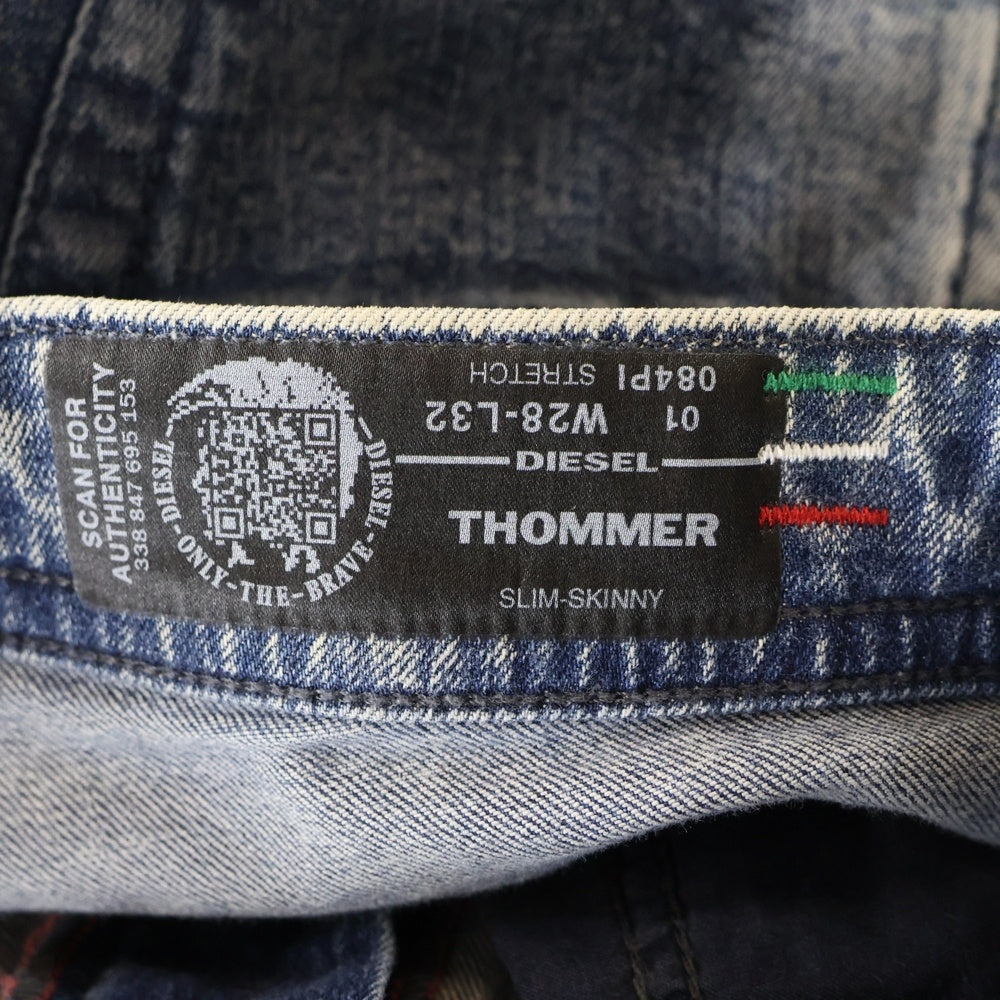 SCAN FOR
AUTHENTICITY
338 847 695 153
DIESEL-ONLY-THE-BRAVE-DIESEL
084PI STRETCH
01 W28-L32
DIESEL
THOMMER
SLIM-SKINNY